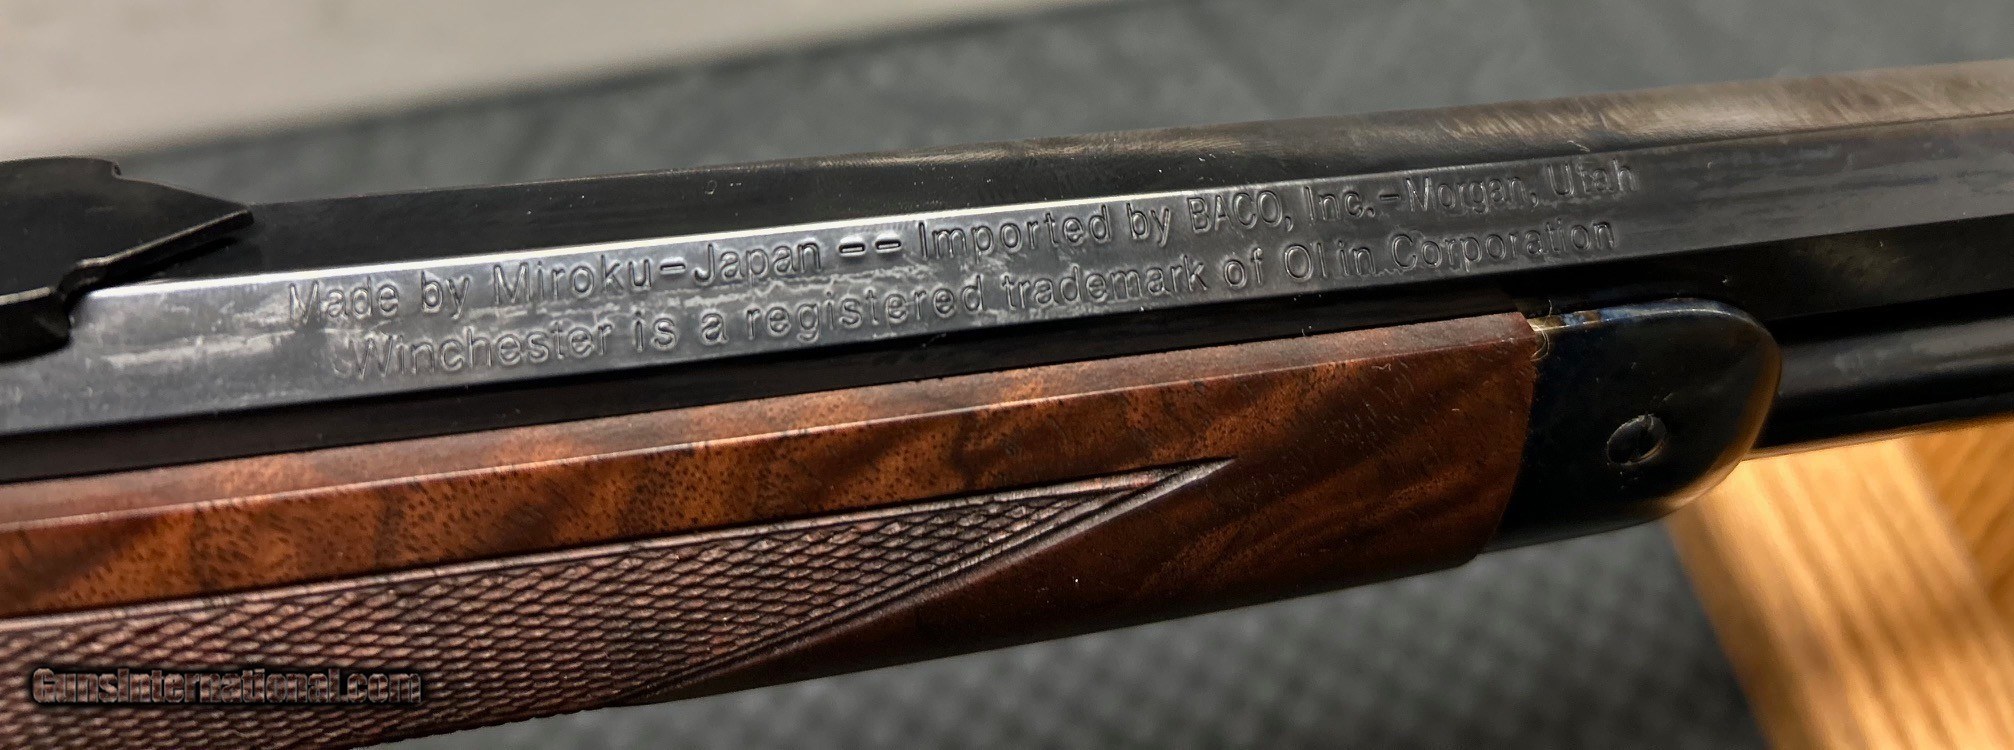 Made by Miroku-Japan -- Imported by BACO, Inc.-Morgan, Utah
Winchester is a registered trademark of Olin Corporation
GunsInternational.com